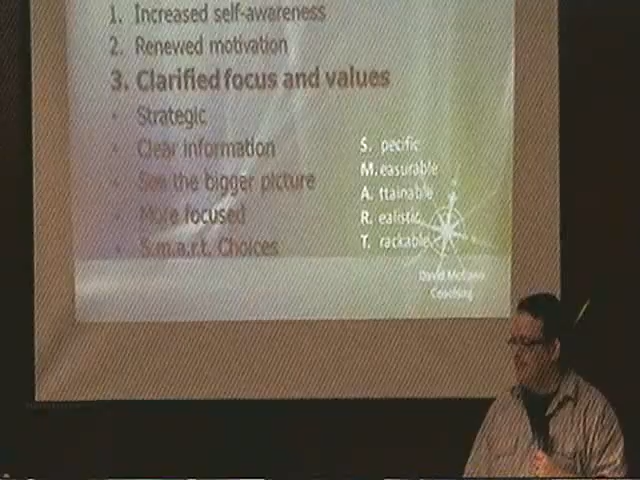 1. Increased self-awareness
2. Renewed motivation
3. Clarified focus and values
• Strategic
• Clear information
• See the bigger picture
• More focused
• S.m.a.r.t. Choices
S. pecific
M. easurable
A. ttainable
R. ealistic
T. rackable
David
Coaching